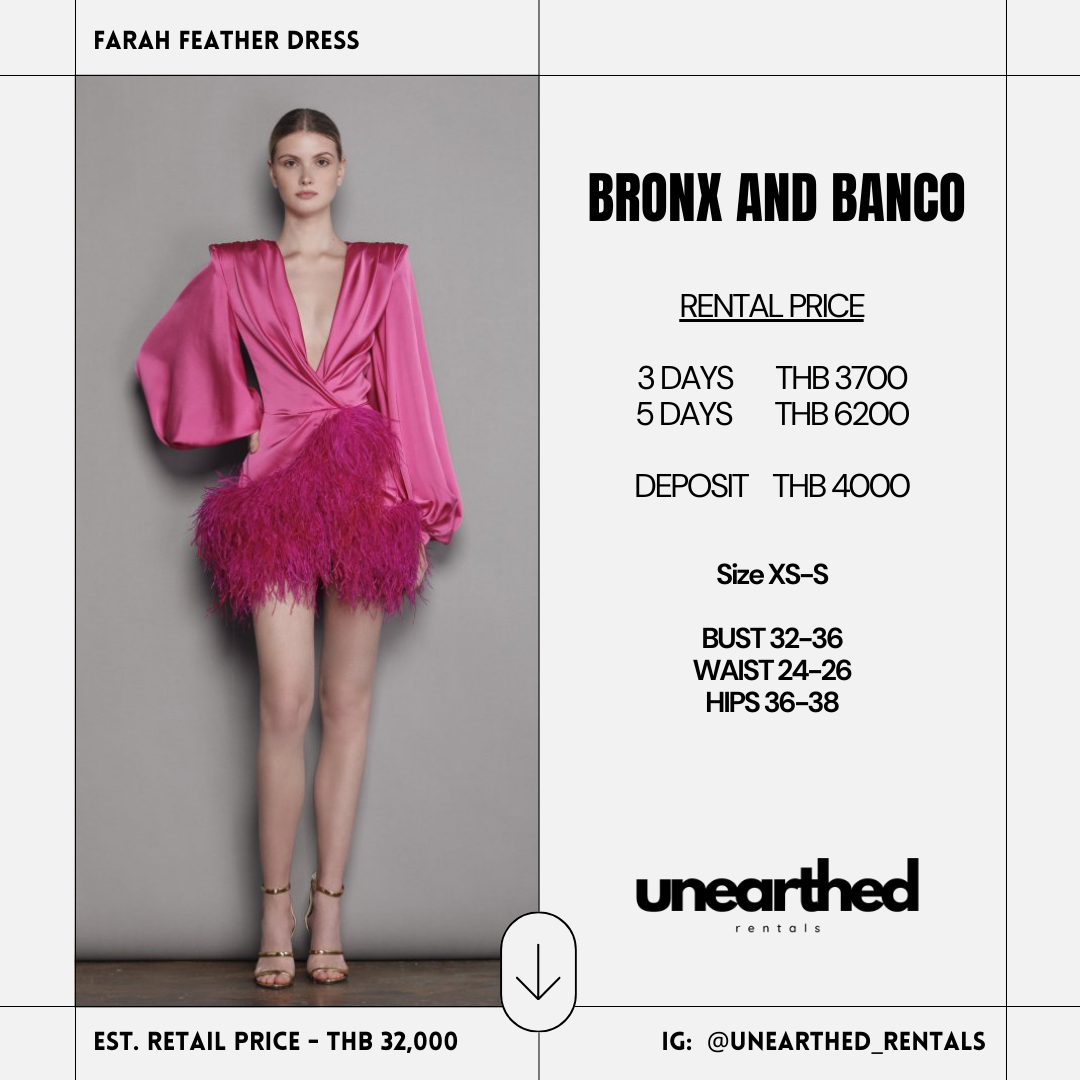 FARAH FEATHER DRESS
BRONX AND BANCO
RENTAL PRICE
3 DAYS THB 3700
5 DAYS THB 6200
DEPOSIT THB 4000
Size XS-S
BUST 32-36
WAIST 24-26
HIPS 36-38
unearthed
rentals
EST. RETAIL PRICE - THB 32,000
IG: @UNEARTHED_RENTALS